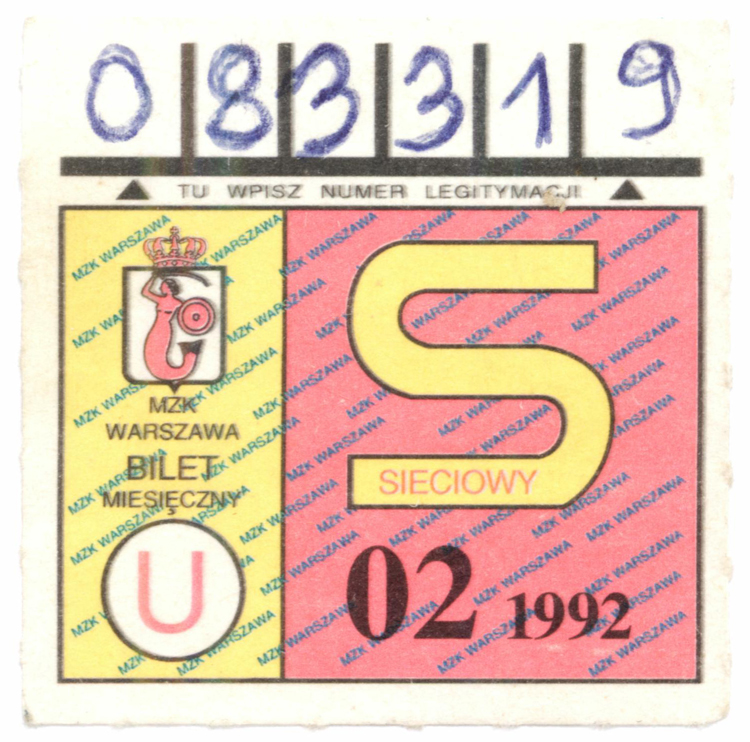 083319
TU WPISZ NUMER LEGITYMACJI
MZK
WARSZAWA
BILET
MIESIĘCZNY
U
S
SIECIOWY
02 1992
MZK WARSZAWA